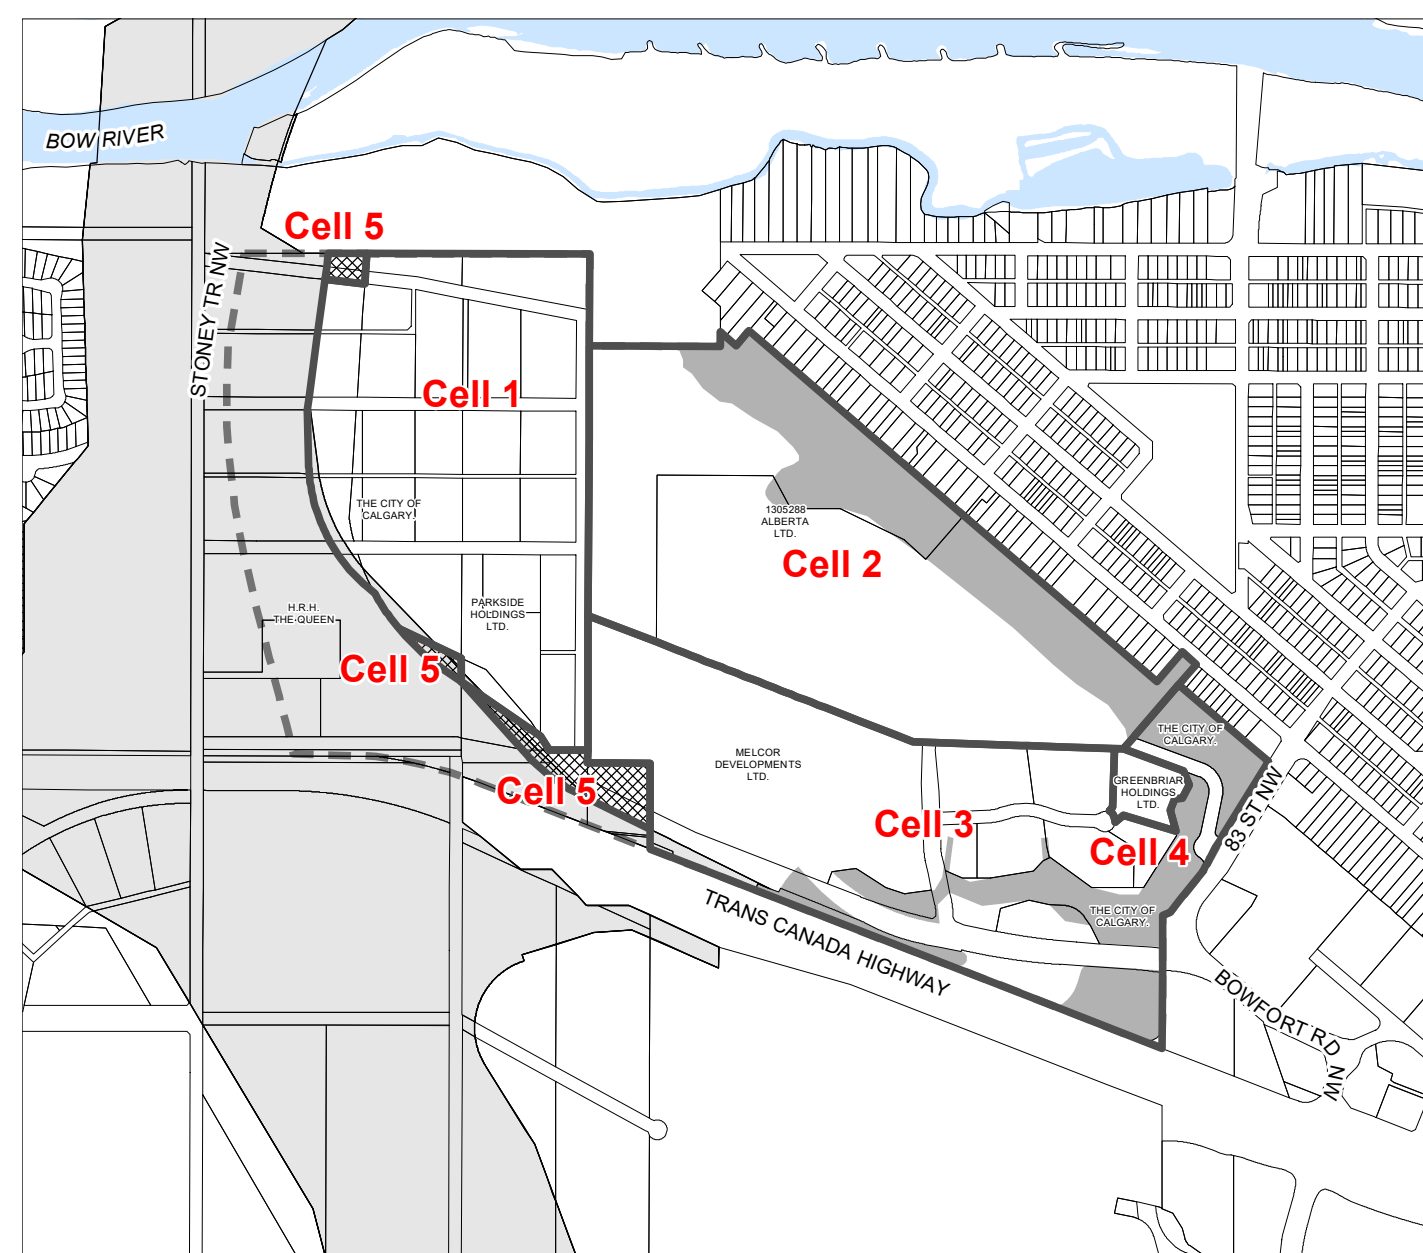 BOW RIVER
Cell 5
STONEY TR NW
Cell 1
THE CITY OF
CALGARY.
1305288
ALBERTA
LTD.
Cell 2
H.R.H.
THE QUEEN
PARKSIDE
HOLDINGS
LTD.
Cell 5
THE CITY OF
CALGARY.
MELCOR
DEVELOPMENTS
LTD.
GREENBRIAR
HOLDINGS
LTD.
Cell 5
Cell 3
83 ST NW
Cell 4
THE CITY OF
CALGARY.
TRANS CANADA HIGHWAY
BOWFORT RD NW